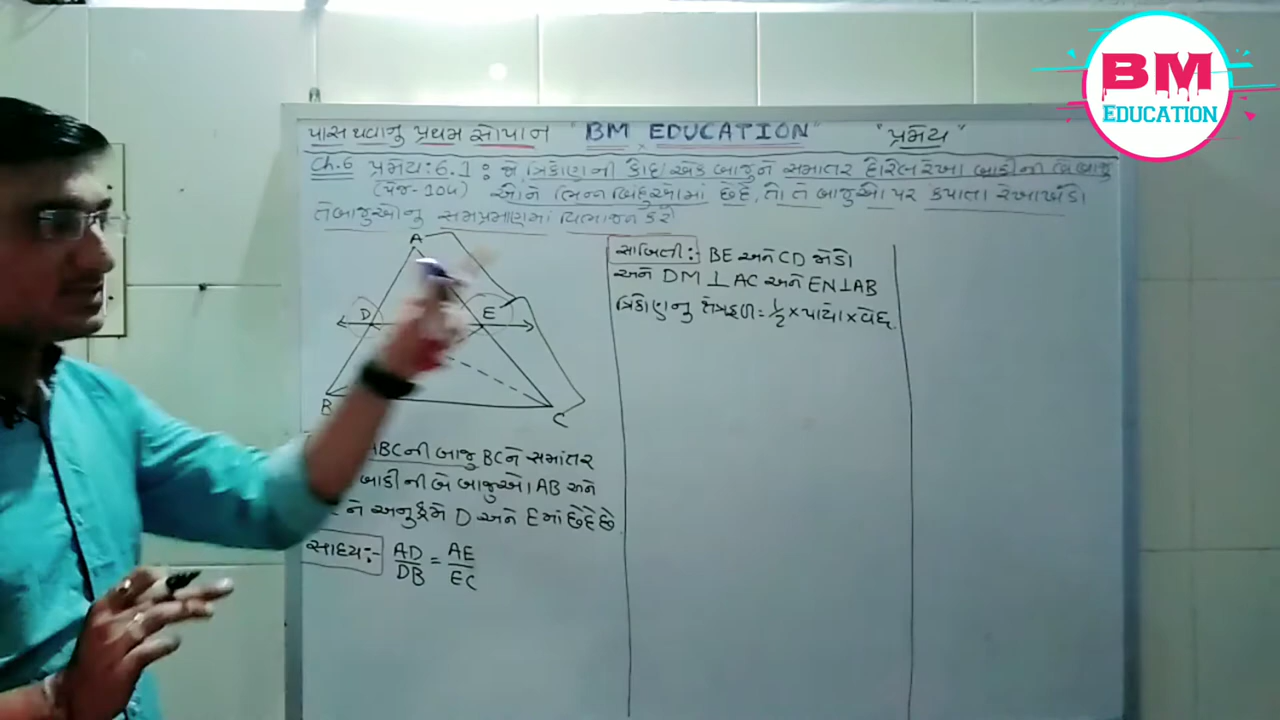 BM
EDUCATION
પાસ થવાનુ પ્રથમ સોપાન "BM EDUCATION" "પ્રમેય"
Ch.6 પ્રમેય: 6.1 : જો ત્રિકોણની કોઇ એક બાજુને સમાંતર દોરેલ રેખા બાકીની બે બાજુ
(પેજ-104) ઓને ભિન્ન બિંદુઓમાં છેદે, તો તે બાજુઓ પર કપાતા રેખાખંડો
તે બાજુઓનુ સમપ્રમાણમાં વિભાજન કરે
A
D
E
B
C
ABCની બાજુ BCને સમાંતર
બાકીની બે બાજુઓ AB અને
ને અનુક્રમે D અને E માં છેદે છે
સાધ્ય:- AD/DB = AE/EC
સાબિતી:- BE અને CD જોડો
અને DM⊥AC અને EN⊥AB
ત્રિકોણનુ ક્ષેત્રફળ = 1/2 × પાયો × વેધ